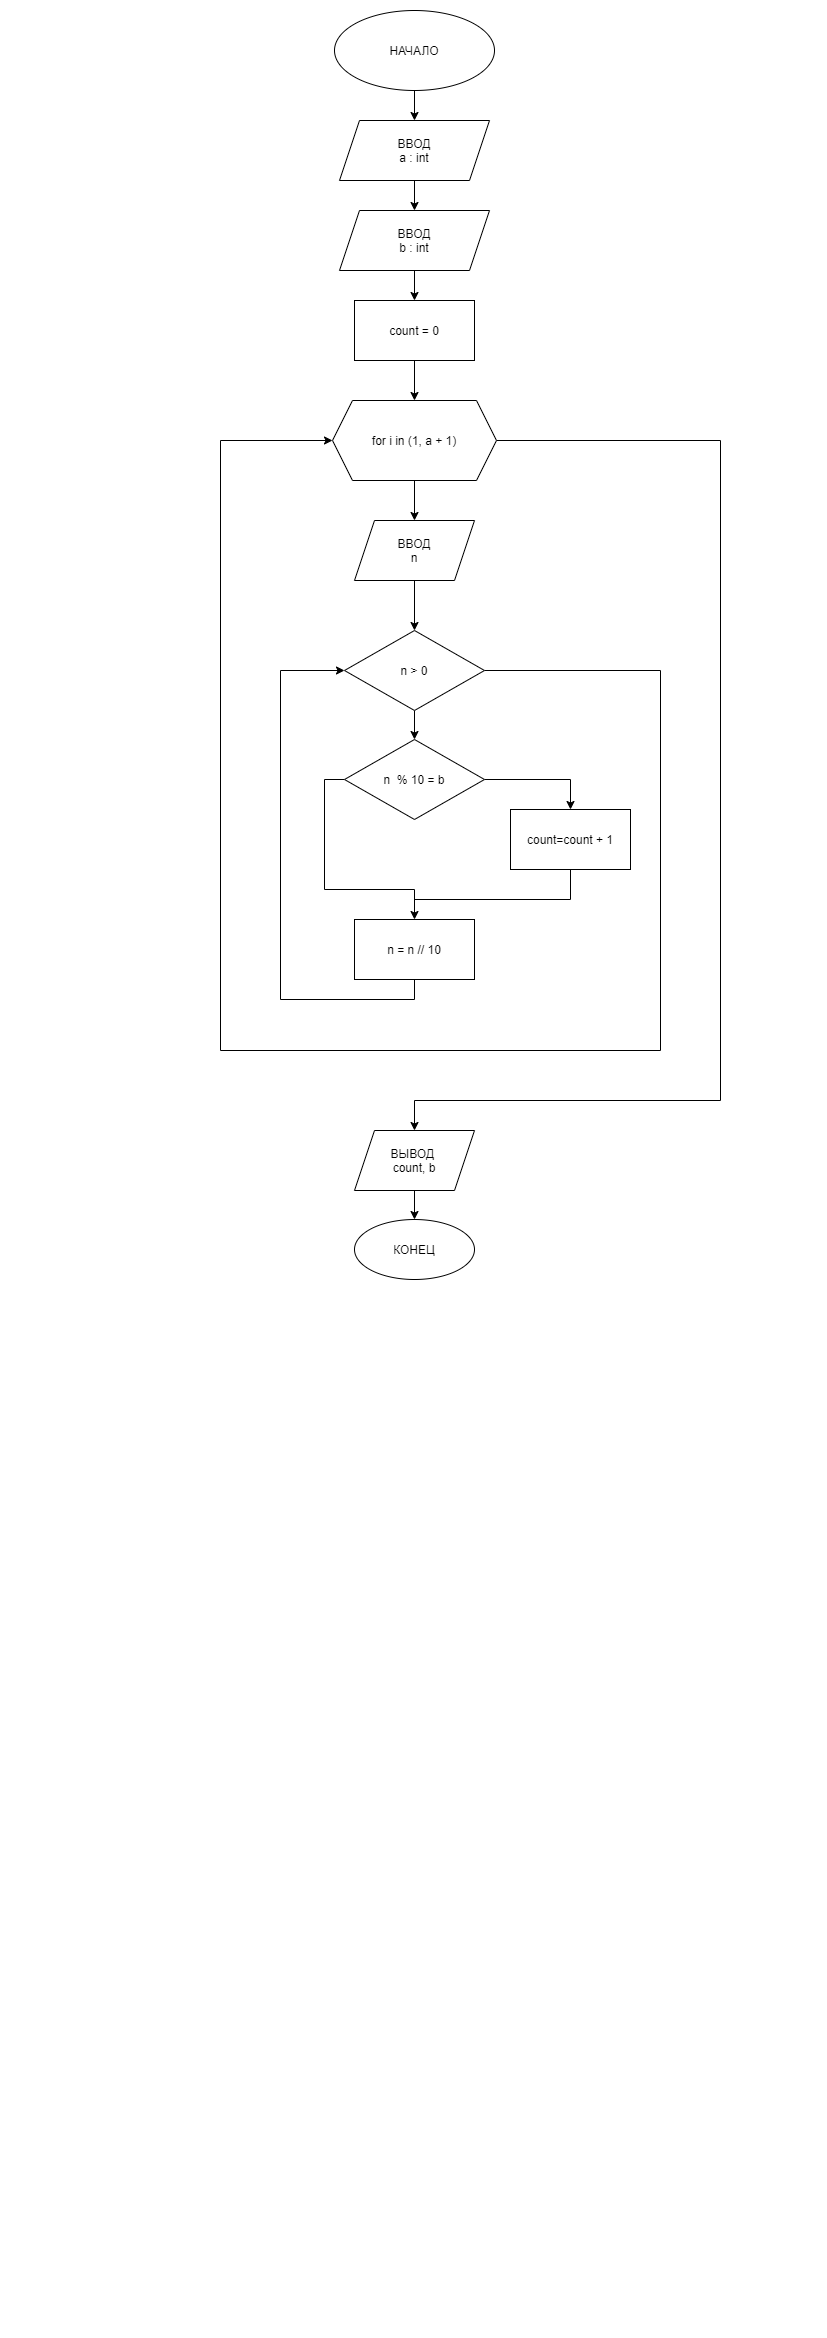 НАЧАЛО
ВВОД
a : int
ВВОД
b : int
count = 0
for i in (1, a + 1)
ВВОД
n
n > 0
n % 10 = b
count=count + 1
n = n // 10
ВЫВОД
count, b
КОНЕЦ